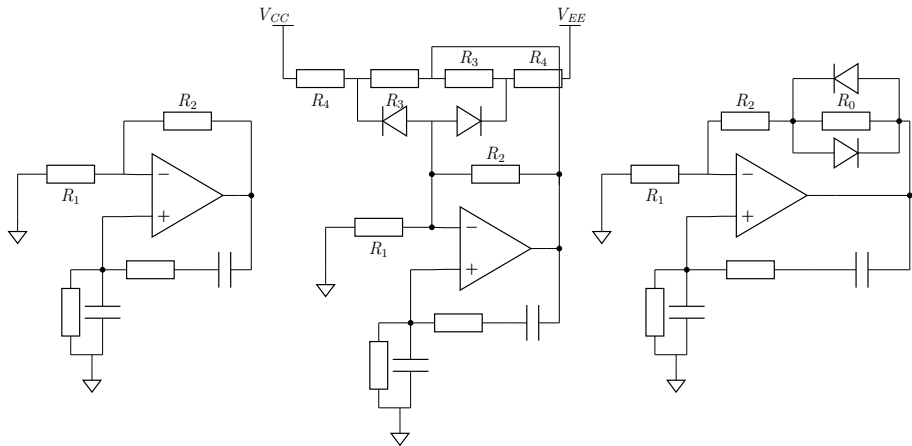 V_CC V_EE
R_3 R_4
R_4 R_3
R_2 R_2 R_0
R_2
R_1 − + R_1 − +
R_1 − +